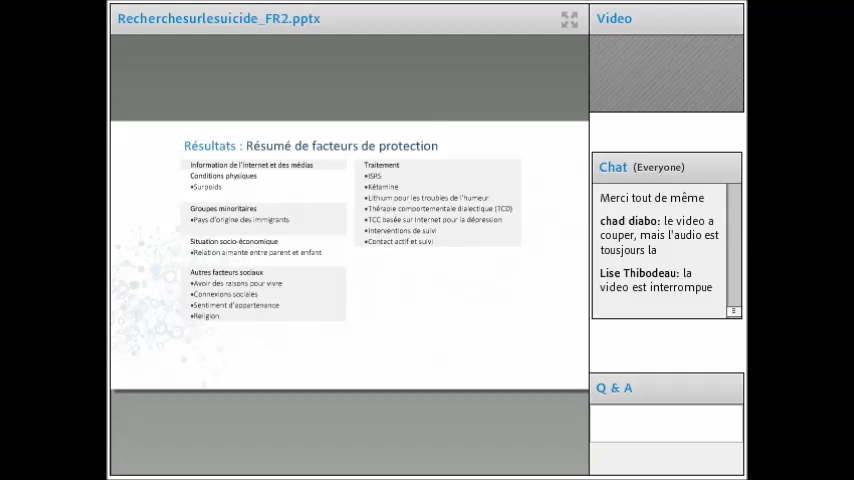 Recherchesurlesuicide_FR2.pptx
Résultats : Résumé de facteurs de protection
Information de l'internet et des médias
Conditions physiques
•Surpoids
Groupes minoritaires
•Pays d'origine des immigrants
Situation socio-économique
•Relation aimante entre parent et enfant
Autres facteurs sociaux
•Avoir des raisons pour vivre
•Connexions sociales
•Sentiment d'appartenance
•Religion
Traitement
•ISRS
•Kétamine
•Lithium pour les troubles de l'humeur
•Thérapie comportementale dialectique (TCD)
•TCC basée sur Internet pour la dépression
•Interventions de suivi
•Contact actif et suivi
Video
Chat (Everyone)
Merci tout de même
chad diabo: le video a
couper, mais l'audio est
tousjours la
Lise Thibodeau: la
video est interrompue
Q & A